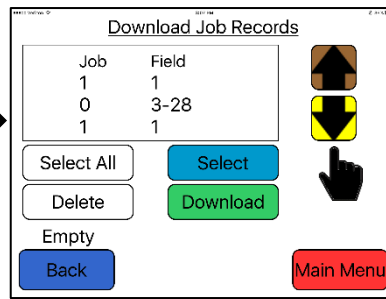 Download Job Records
Job Field
1 1
0 3-28
1 1
Select All Select
Delete Download
Empty
Back Main Menu